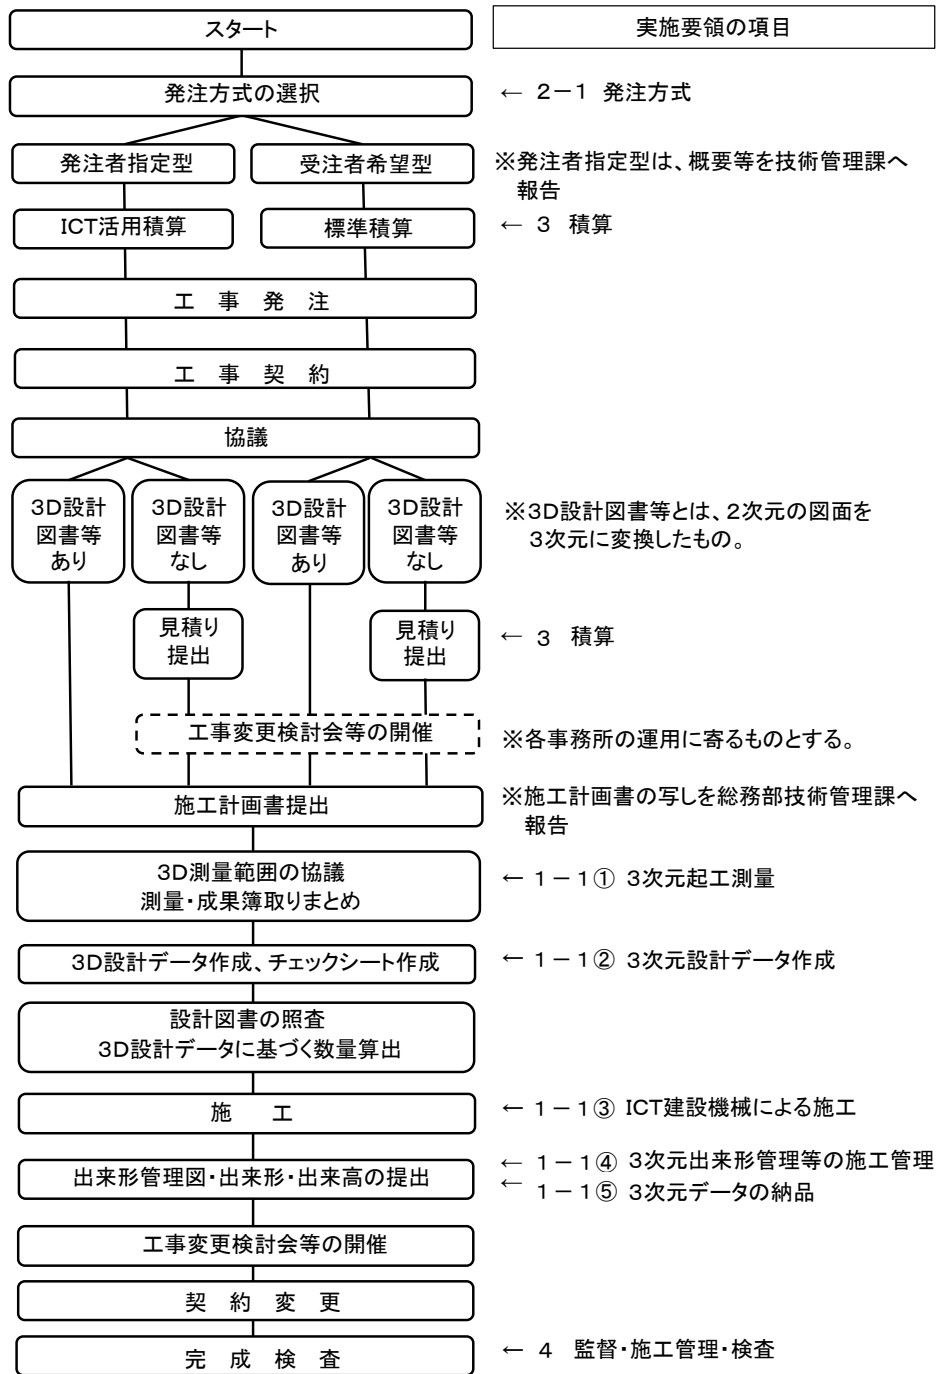 スタート
実施要領の項目
発注方式の選択
← 2－1 発注方式
発注者指定型
受注者希望型
※発注者指定型は、概要等を技術管理課へ
報告
ICT活用積算
標準積算
← 3 積算
工 事 発 注
工 事 契 約
協議
3D設計
図書等
あり
3D設計
図書等
なし
3D設計
図書等
あり
3D設計
図書等
なし
※3D設計図書等とは、2次元の図面を
3次元に変換したもの。
見積り
提出
見積り
提出
← 3 積算
工事変更検討会等の開催
※各事務所の運用に寄るものとする。
施工計画書提出
※施工計画書の写しを総務部技術管理課へ
報告
3D測量範囲の協議
測量・成果簿取りまとめ
← 1－1① 3次元起工測量
3D設計データ作成、チェックシート作成
← 1－1② 3次元設計データ作成
設計図書の照査
3D設計データに基づく数量算出
施 工
← 1－1③ ICT建設機械による施工
出来形管理図・出来形・出来高の提出
← 1－1④ 3次元出来形管理等の施工管理
← 1－1⑤ 3次元データの納品
工事変更検討会等の開催
契 約 変 更
完 成 検 査
← 4 監督・施工管理・検査